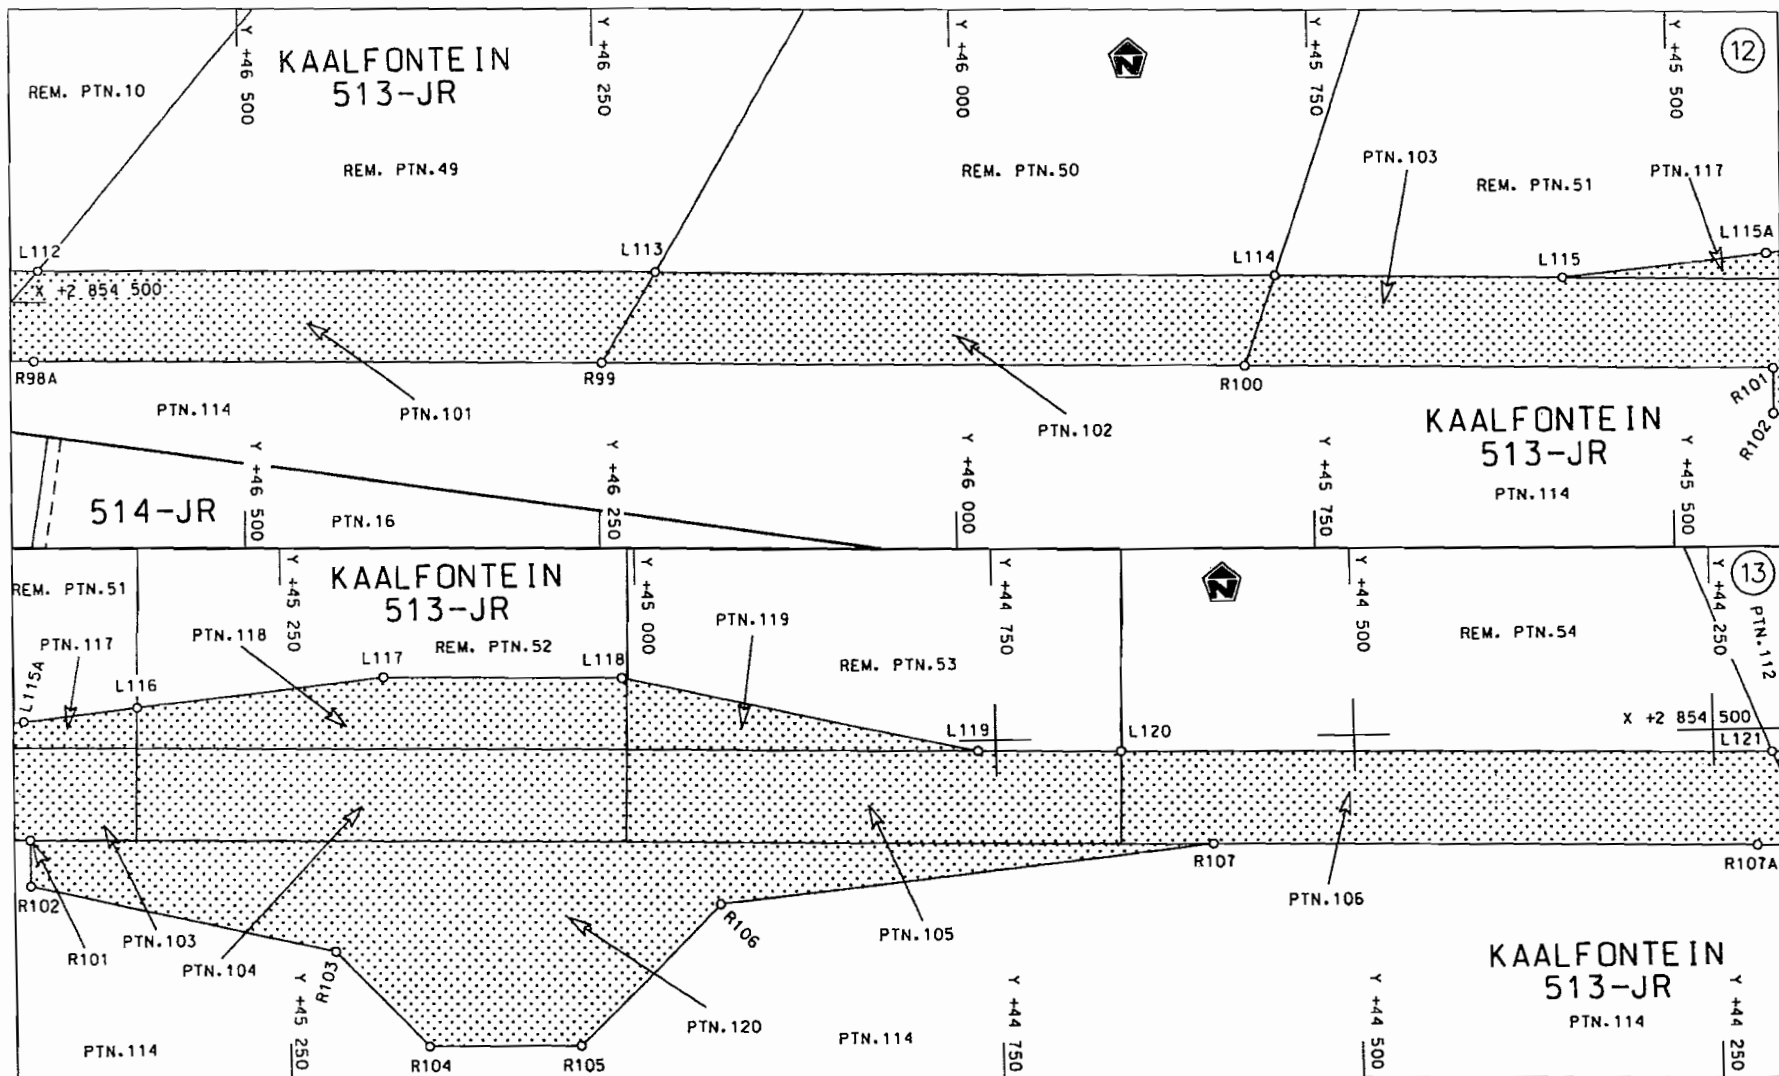 Y +46 500
Y +46 250
Y +46 000
Y +45 750
Y +45 500
12
KAALFONTEIN
513-JR
N
REM. PTN.10
REM. PTN.49
REM. PTN.50
PTN.103
REM. PTN.51
PTN.117
L112
L113
L114
L115
L115A
X +2 854 500
R98A
R99
R100
R101
R102
PTN.114
PTN.101
PTN.102
KAALFONTEIN
513-JR
PTN.114
514-JR
PTN.16
Y +46 500
Y +46 250
Y +46 000
Y +45 750
Y +45 500
REM. PTN.51
Y +45 250
KAALFONTEIN
513-JR
Y +45 000
Y +44 750
N
Y +44 500
Y +44 250
13
PTN.112
PTN.117
PTN.118
REM. PTN.52
PTN.119
REM. PTN.53
REM. PTN.54
L115A
L116
L117
L118
L119
L120
X +2 854 500
L121
R102
R101
PTN.103
PTN.104
R103
R106
PTN.105
R107
PTN.106
R107A
KAALFONTEIN
513-JR
PTN.114
PTN.114
Y +45 250
R104
R105
PTN.120
PTN.114
Y +44 750
Y +44 500
Y +44 250